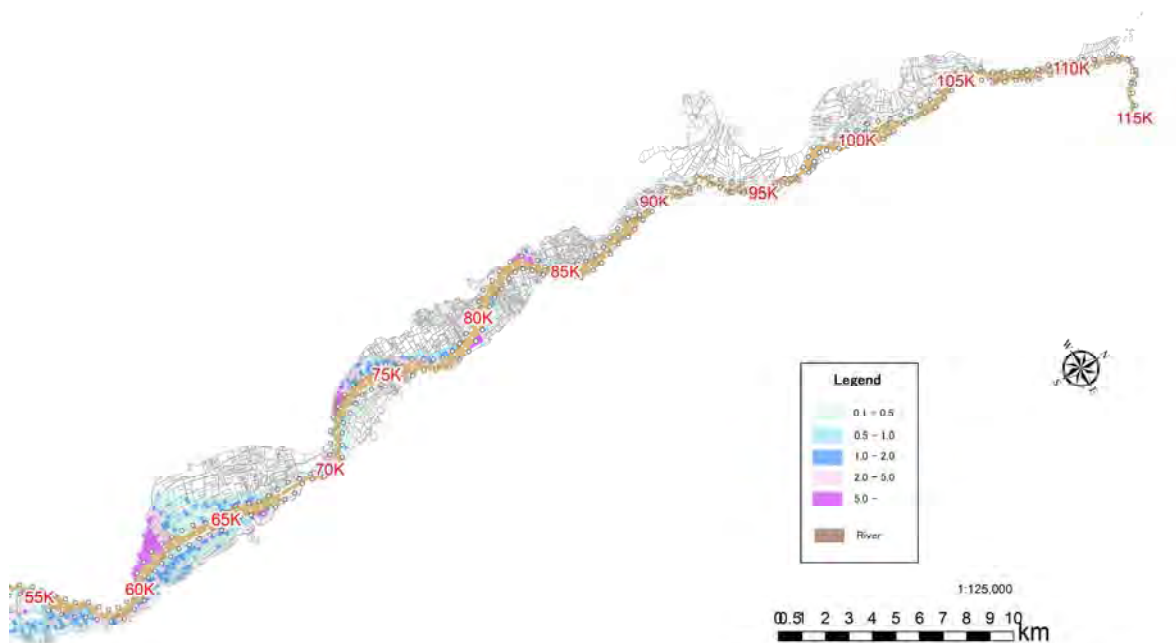 110K
105K
115K
100K
95K
90K
85K
80K
75K
70K
65K
60K
55K
W
N
S
E
Legend
0.1 - 0.5
0.5 - 1.0
1.0 - 2.0
2.0 - 5.0
5.0 -
River
1:125,000
0 0.5 1 2 3 4 5 6 7 8 9 10
km